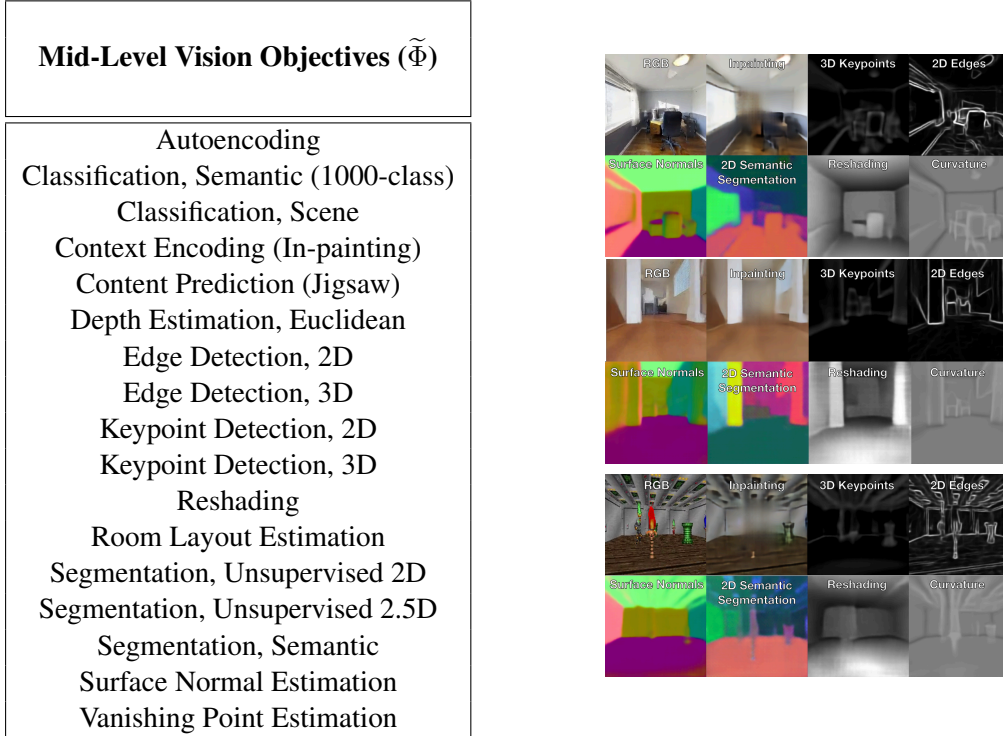 Mid-Level Vision Objectives (Φ̃)
Autoencoding
Classification, Semantic (1000-class)
Classification, Scene
Context Encoding (In-painting)
Content Prediction (Jigsaw)
Depth Estimation, Euclidean
Edge Detection, 2D
Edge Detection, 3D
Keypoint Detection, 2D
Keypoint Detection, 3D
Reshading
Room Layout Estimation
Segmentation, Unsupervised 2D
Segmentation, Unsupervised 2.5D
Segmentation, Semantic
Surface Normal Estimation
Vanishing Point Estimation
RGB Inpainting 3D Keypoints 2D Edges
Surface Normals 2D Semantic Reshading Curvature
Segmentation
RGB Inpainting 3D Keypoints 2D Edges
Surface Normals 2D Semantic Reshading Curvature
Segmentation
RGB Inpainting 3D Keypoints 2D Edges
Surface Normals 2D Semantic Reshading Curvature
Segmentation